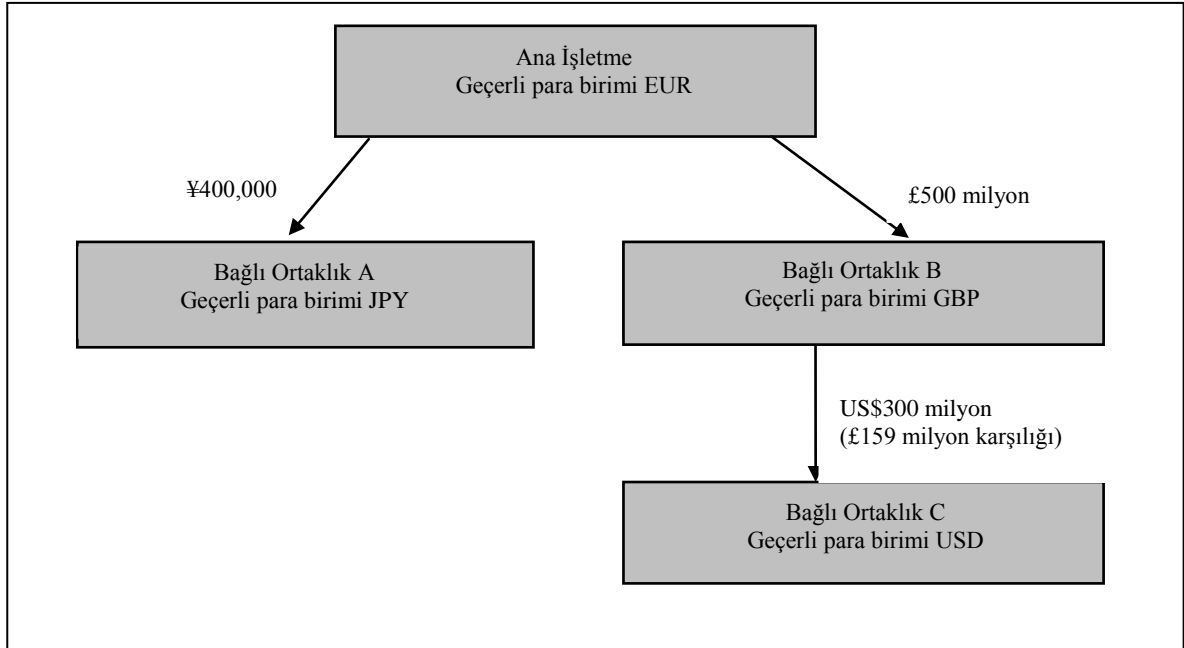 Ana İşletme
Geçerli para birimi EUR
¥400,000
£500 milyon
Bağlı Ortaklık A
Geçerli para birimi JPY
Bağlı Ortaklık B
Geçerli para birimi GBP
US$300 milyon
(£159 milyon karşılığı)
Bağlı Ortaklık C
Geçerli para birimi USD